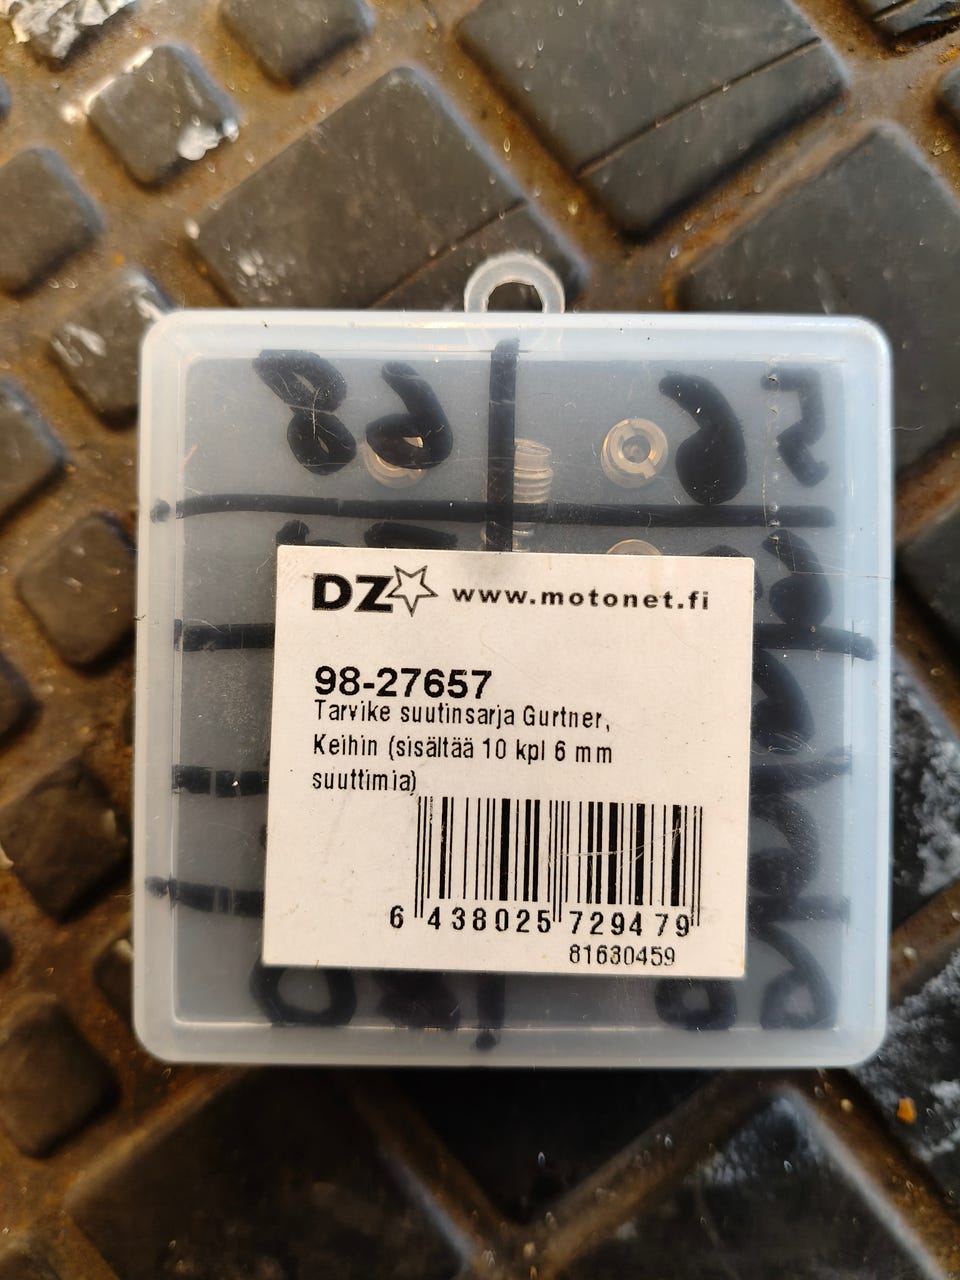 DZ www.motonet.fi
98-27657
Tarvike suutinsarja Gurtner,
Keihin (sisältää 10 kpl 6 mm
suuttimia)
6 438025 729479
81630459